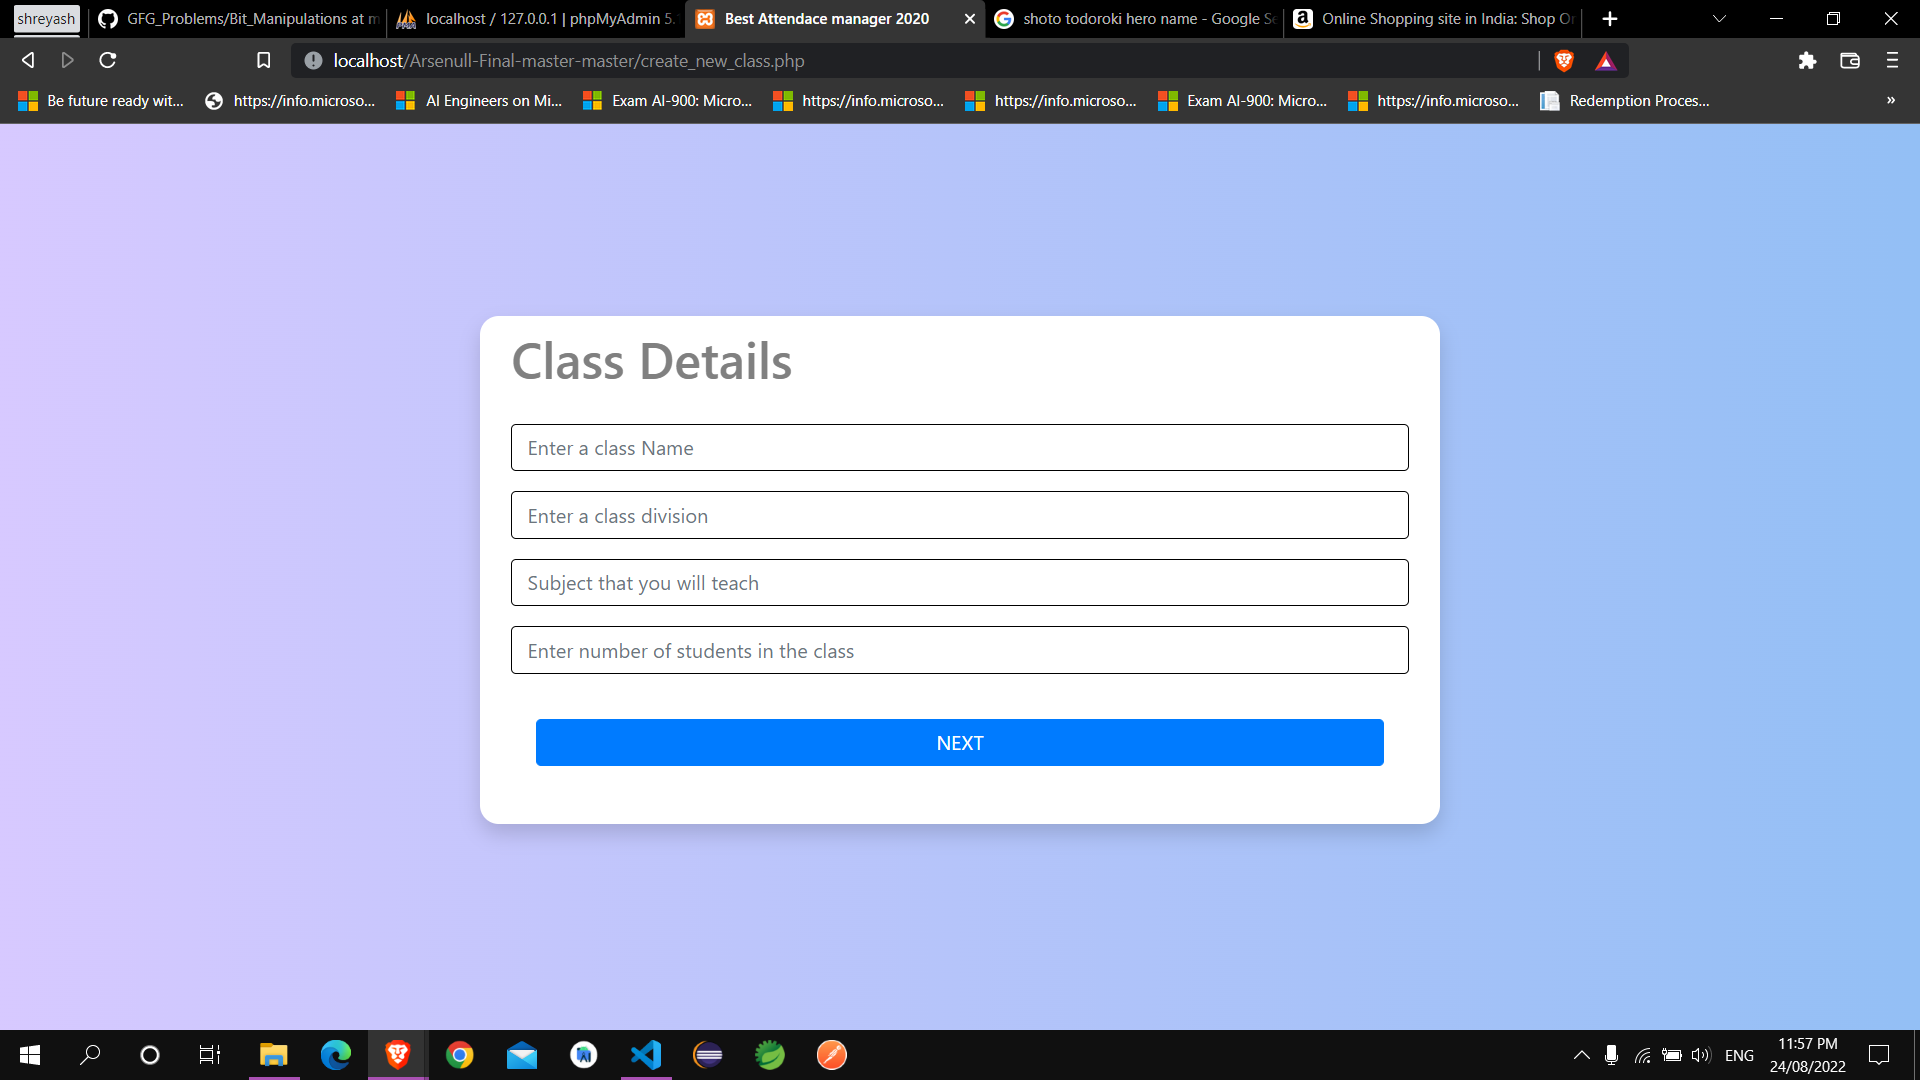 shreyash
GFG_Problems/Bit_Manipulations at m
localhost / 127.0.0.1 | phpMyAdmin 5.
Best Attendace manager 2020
shoto todoroki hero name - Google Se
Online Shopping site in India: Shop On
localhost/Arsenull-Final-master-master/create_new_class.php
Be future ready wit...
https://info.microso...
AI Engineers on Mi...
Exam AI-900: Micro...
https://info.microso...
https://info.microso...
Exam AI-900: Micro...
https://info.microso...
Redemption Proces...
»
Class Details
Enter a class Name
Enter a class division
Subject that you will teach
Enter number of students in the class
NEXT
ENG
11:57 PM
24/08/2022